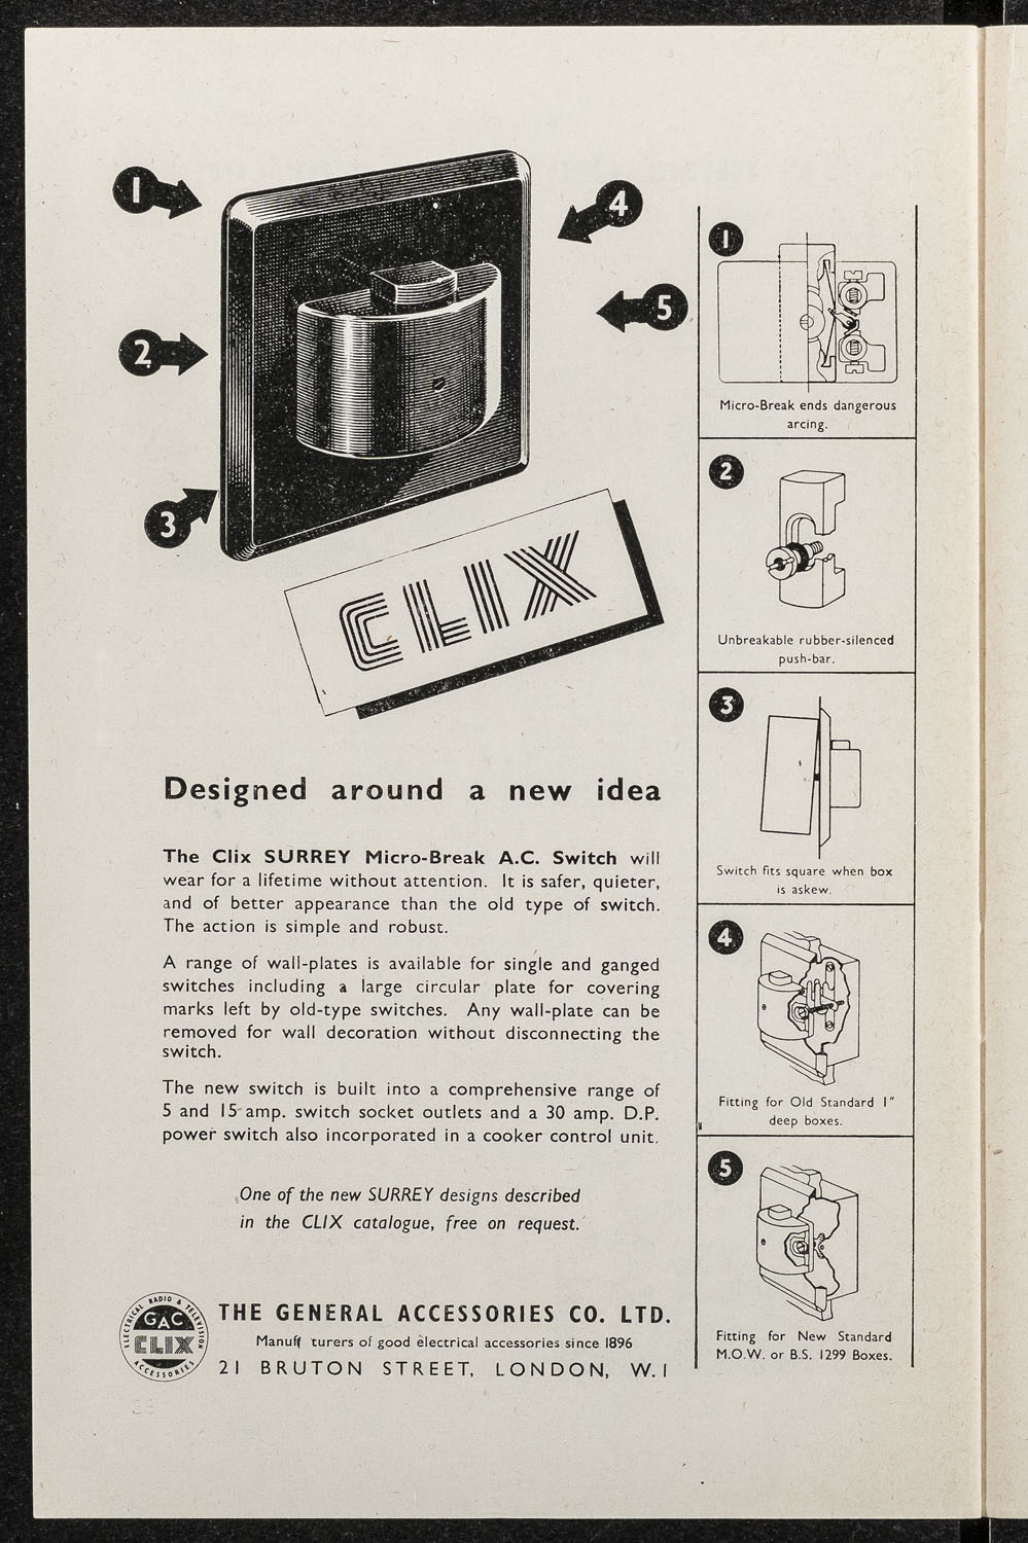 1
2
3
4
5
CLIX
Designed around a new idea
The Clix SURREY Micro-Break A.C. Switch will
wear for a lifetime without attention. It is safer, quieter,
and of better appearance than the old type of switch.
The action is simple and robust.
A range of wall-plates is available for single and ganged
switches including a large circular plate for covering
marks left by old-type switches. Any wall-plate can be
removed for wall decoration without disconnecting the
switch.
The new switch is built into a comprehensive range of
5 and 15 amp. switch socket outlets and a 30 amp. D.P.
power switch also incorporated in a cooker control unit.
One of the new SURREY designs described
in the CLIX catalogue, free on request.
ELECTRICAL RADIO & TELEVISION
GAC
CLIX
ACCESSORIES
THE GENERAL ACCESSORIES CO. LTD.
Manuf turers of good electrical accessories since 1896
21 BRUTON STREET, LONDON, W.1
1
Micro-Break ends dangerous
arcing.
2
Unbreakable rubber-silenced
push-bar.
3
Switch fits square when box
is askew.
4
Fitting for Old Standard 1"
deep boxes.
5
Fitting for New Standard
M.O.W. or B.S. 1299 Boxes.